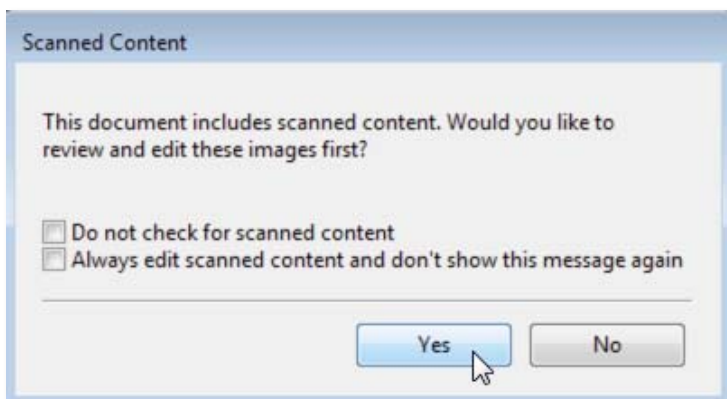 Scanned Content
This document includes scanned content. Would you like to
review and edit these images first?
Do not check for scanned content
Always edit scanned content and don't show this message again
Yes
No